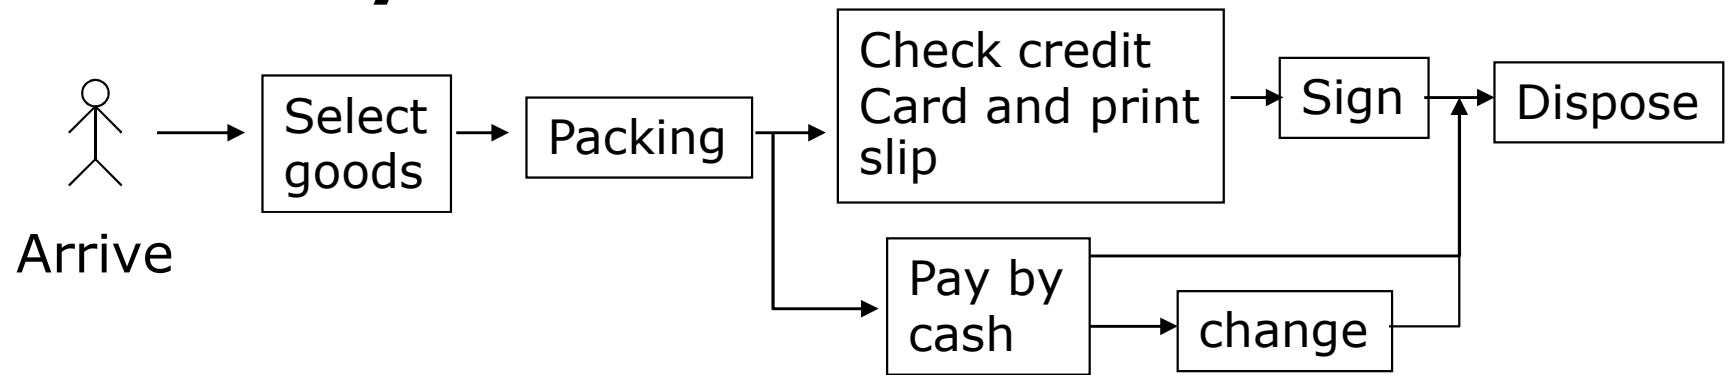 Arrive
Select
goods
Packing
Check credit
Card and print
slip
Sign
Dispose
Pay by
cash
change